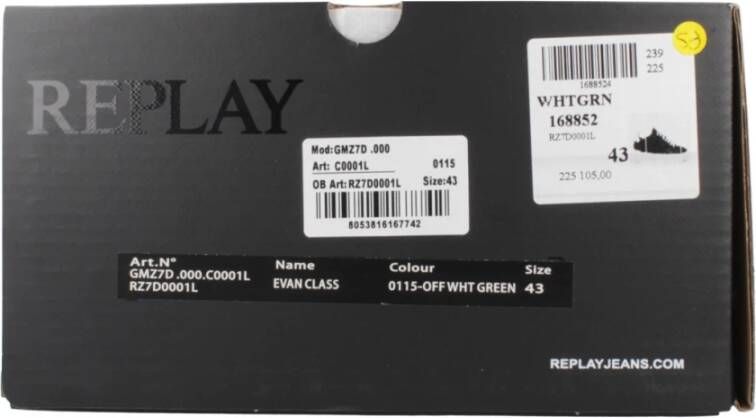 REPLAY
Mod:GMZ7D .000
Art: C0001L 0115
OB Art:RZ7D0001L Size:43
8053816167742
239
225
1688524
WHTGRN
168852
RZ7D0001L
43
225 105,00
Art.N° Name Colour Size
GMZ7D .000.C0001L
RZ7D0001L EVAN CLASS 0115-OFF WHT GREEN 43
REPLAYJEANS.COM